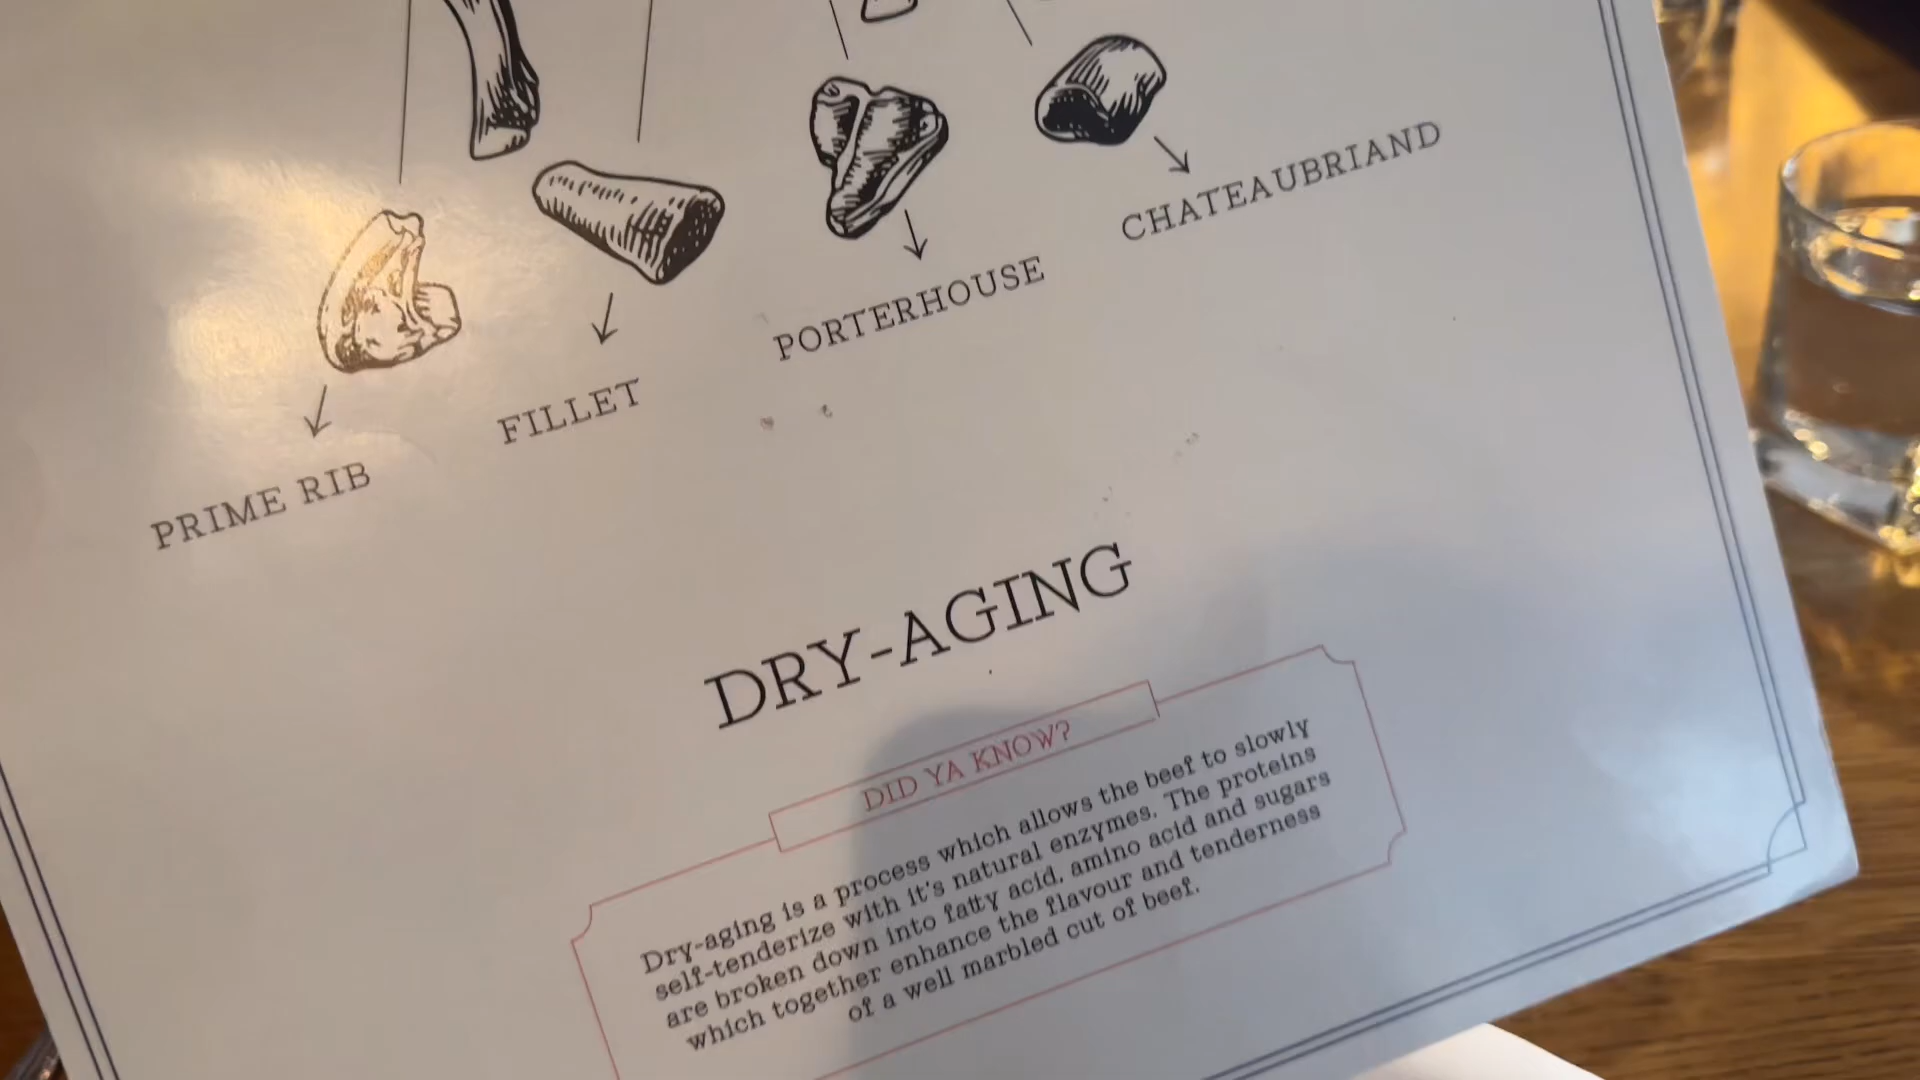 PRIME RIB
FILLET
PORTERHOUSE
CHATEAUBRIAND
DRY-AGING
DID YA KNOW?
Dry-aging is a process which allows the beef to slowly
self-tenderize with it's natural enzymes. The proteins
are broken down into fatty acid, amino acid and sugars
which together enhance the flavour and tenderness
of a well marbled cut of beef.